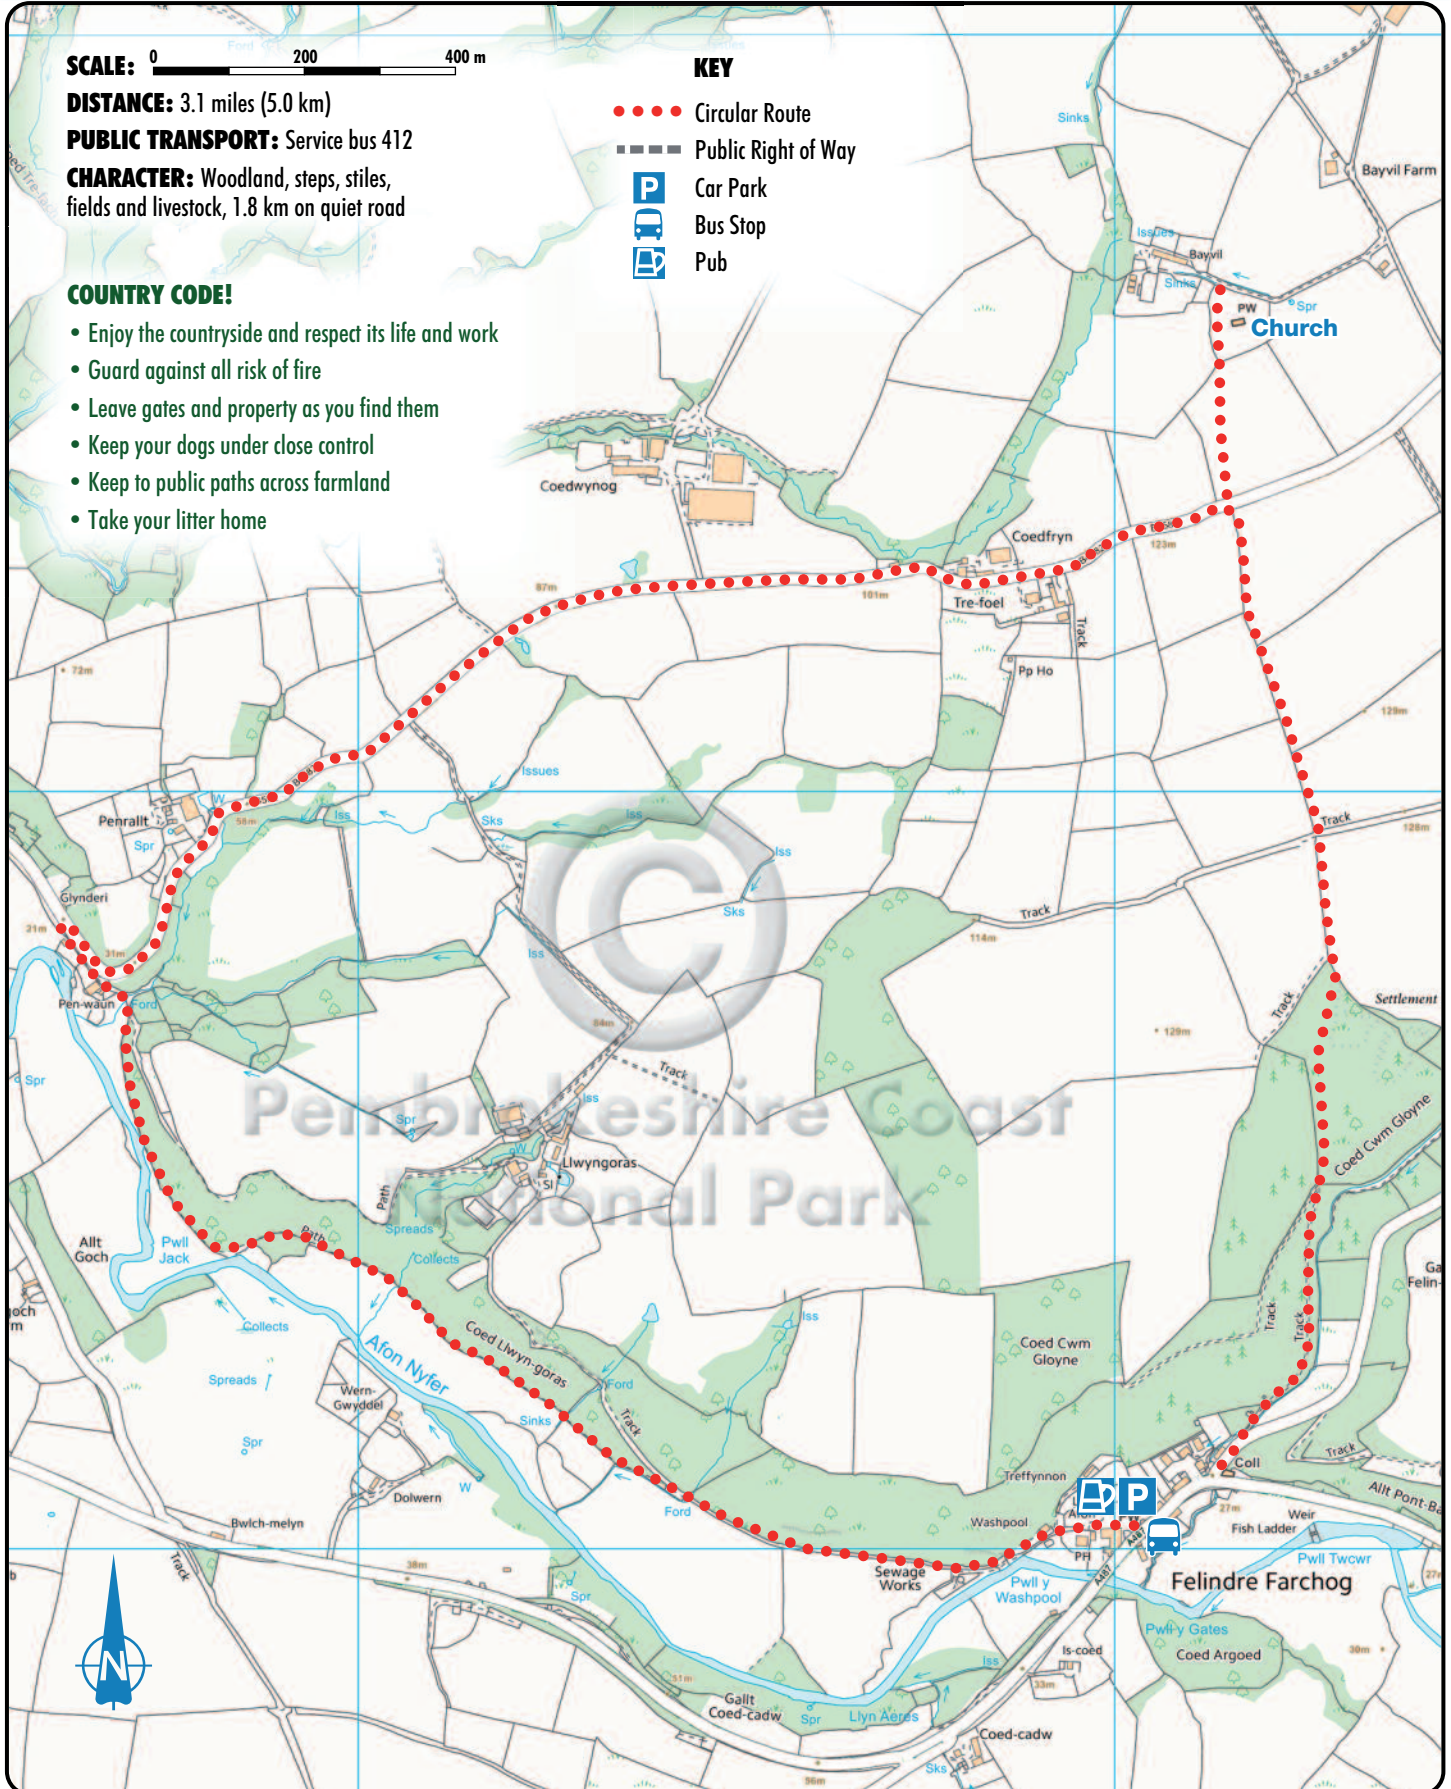 SCALE: 0 200 400 m
DISTANCE: 3.1 miles (5.0 km)
PUBLIC TRANSPORT: Service bus 412
CHARACTER: Woodland, steps, stiles,
fields and livestock, 1.8 km on quiet road
COUNTRY CODE!
• Enjoy the countryside and respect its life and work
• Guard against all risk of fire
• Leave gates and property as you find them
• Keep your dogs under close control
• Keep to public paths across farmland
• Take your litter home
KEY
Circular Route
Public Right of Way
P Car Park
Bus Stop
Pub
Ford
Sinks
Bayvil Farm
Issues
Bayvil
Sinks
PW
Spr
Church
Coedwynog
Coedfryn
123m
87m
101m
Tre-foel
Track
Pp Ho
72m
129m
Issues
Penrallt
W
58m
Iss
Sks
Iss
Track
128m
Spr
Iss
Glynderi
Sks
Track
114m
21m
31m
Iss
Pen-waun
Ford
84m
Track
Settlement
129m
Spr
Track
Iss
Spr
Coed Cwm Gloyne
W
Llwyngoras
SI
Path
Pembrokeshire Coast
National Park
©
Spreads
Path
Allt
Goch
Pwll
Jack
Collects
Collects
Iss
Track
Track
Coed Llwyn-goras
Coed Cwm
Gloyne
Afon Nyfer
Spreads
Wern-
Gwyddel
Ford
Sinks
Track
Spr
Coll
Track
W
Treffynnon
Dolwern
Ford
P
Allt Pont-Ba
27m
Weir
Bwlch-melyn
Washpool
Fish Ladder
PH
A487
A487
Pwll Twcwr
Track
38m
Sewage
Works
Pwll y
Washpool
Felindre Farchog
Spr
Pwll y Gates
Is-coed
Coed Argoed
30m
Iss
51m
33m
N
Gallt
Coed-cadw
Spr
Llyn Aeres
Coed-cadw
Sks
56m